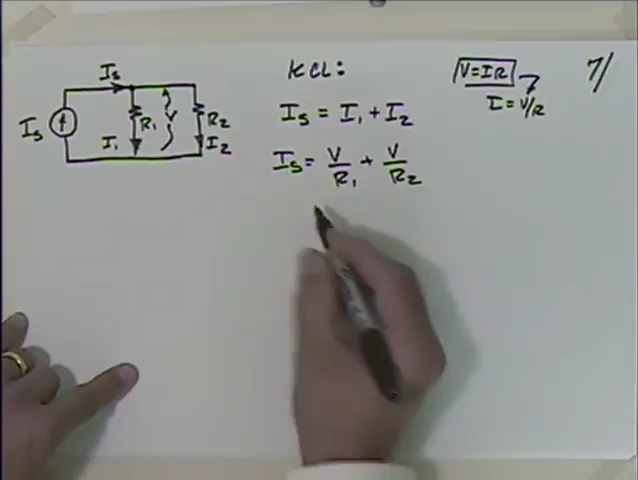 KCL:
V=IR
7/
I = V/R
Is
Is
R1
V
R2
I1
I2
Is = I1 + I2
Is = V/R1 + V/R2